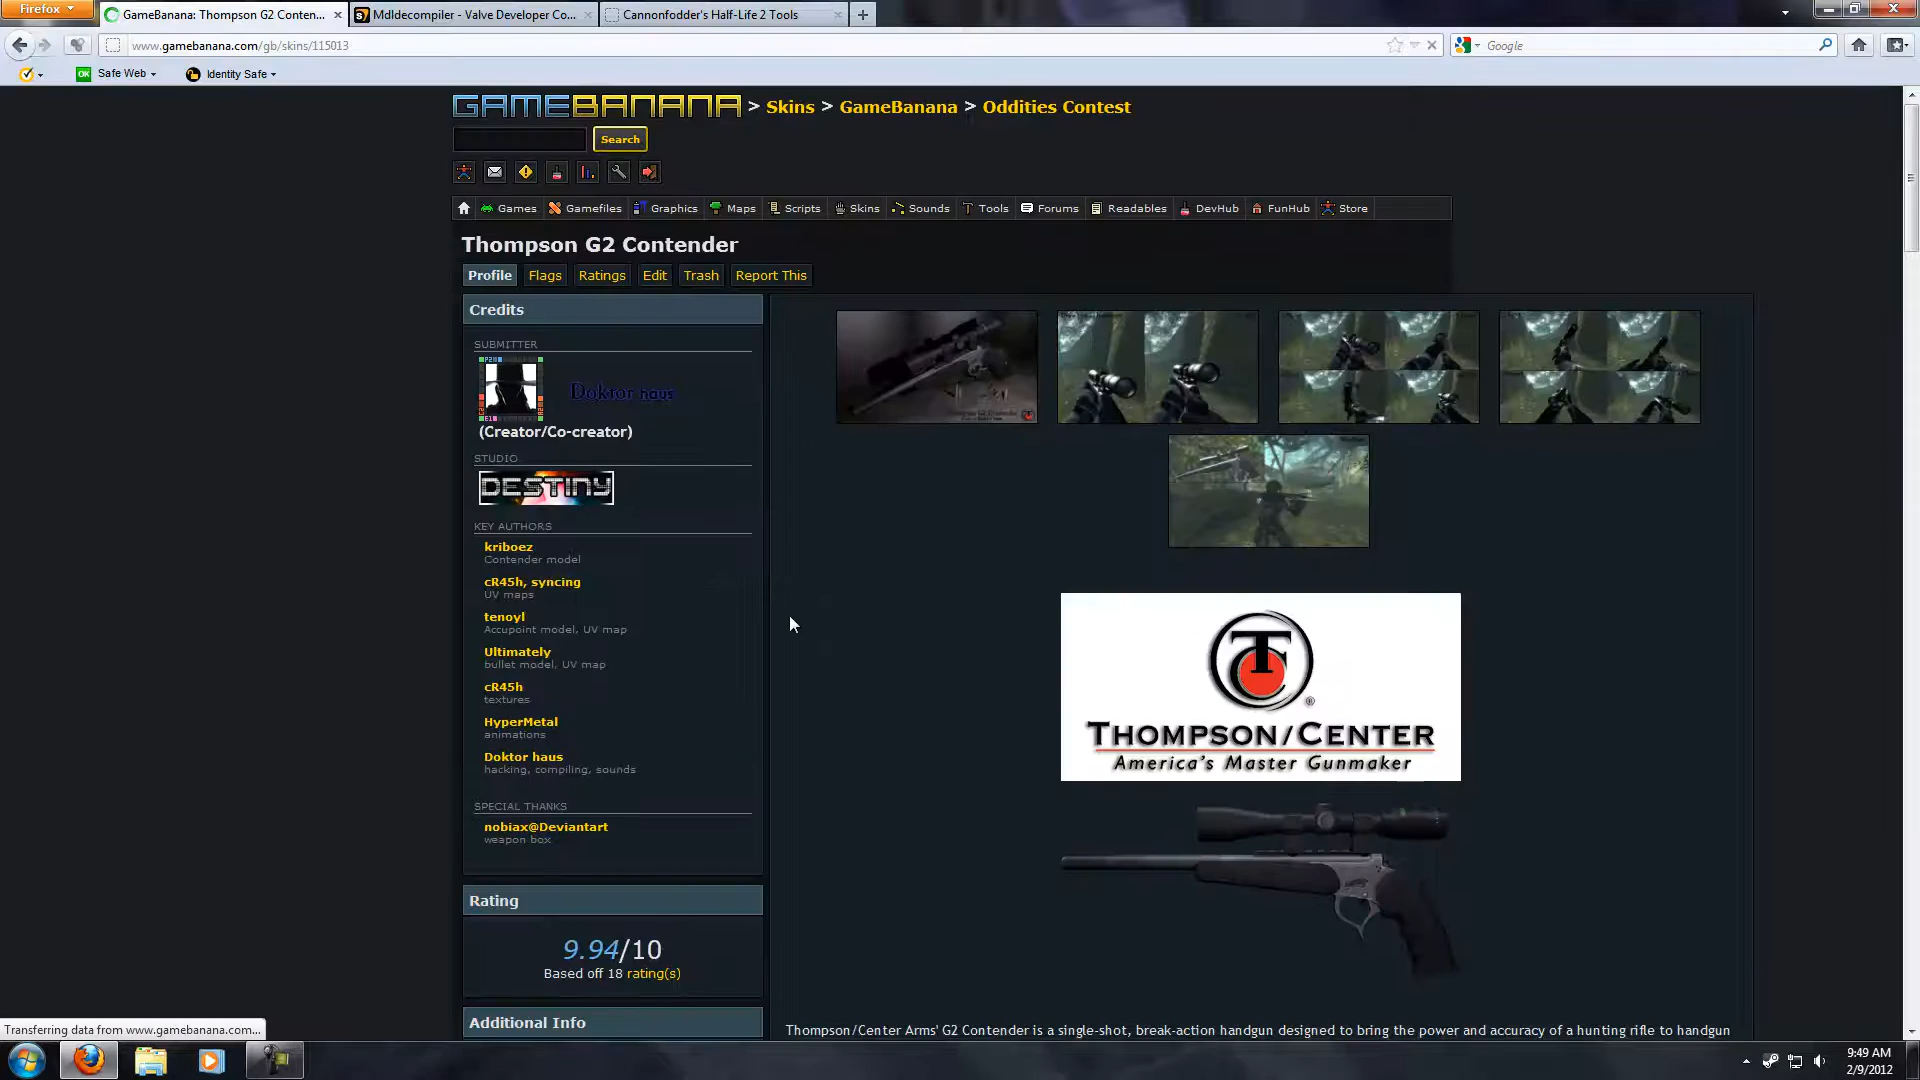 Firefox
GameBanana: Thompson G2 Conten...
Mdldecompiler - Valve Developer Co...
Cannonfodder's Half-Life 2 Tools
www.gamebanana.com/gb/skins/115013
Google
OK Safe Web
Identity Safe
GAMEBANANA > Skins > GameBanana > Oddities Contest
Search
Games Gamefiles Graphics Maps Scripts Skins Sounds Tools Forums Readables DevHub FunHub Store
Thompson G2 Contender
Profile Flags Ratings Edit Trash Report This
Credits
SUBMITTER
Doktor haus
(Creator/Co-creator)
STUDIO
DESTINY
KEY AUTHORS
kriboez
Contender model
cR45h, syncing
UV maps
tenoyl
Accupoint model, UV map
Ultimately
bullet model, UV map
cR45h
textures
HyperMetal
animations
Doktor haus
hacking, compiling, sounds
SPECIAL THANKS
nobiax@Deviantart
weapon box
Rating
9.94/10
Based off 18 rating(s)
Additional Info
THOMPSON/CENTER
America's Master Gunmaker
Thompson/Center Arms' G2 Contender is a single-shot, break-action handgun designed to bring the power and accuracy of a hunting rifle to handgun
Transferring data from www.gamebanana.com...
9:49 AM
2/9/2012